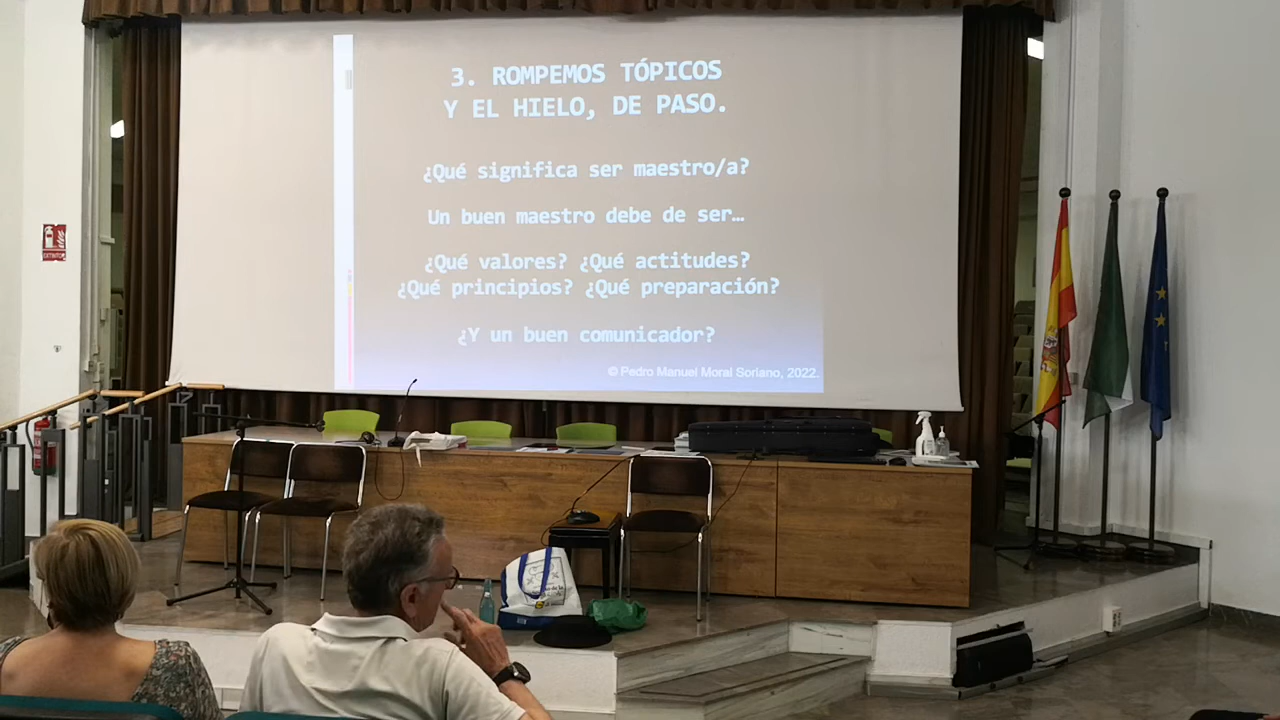 3. ROMPEMOS TÓPICOS
Y EL HIELO, DE PASO.
¿Qué significa ser maestro/a?
Un buen maestro debe de ser…
¿Qué valores? ¿Qué actitudes?
¿Qué principios? ¿Qué preparación?
¿Y un buen comunicador?
© Pedro Manuel Moral Soriano, 2022.
EXTINTOR